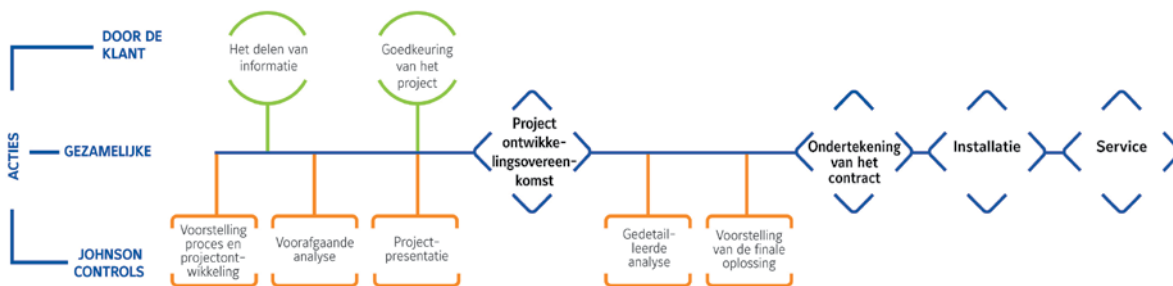 DOOR DE
KLANT
Het delen van
informatie
Goedkeuring
van het
project
ACTIES
GEZAMELIJKE
Project
ontwikke-
lingsovereen-
komst
Ondertekening
van het
contract
Installatie
Service
JOHNSON
CONTROLS
Voorstelling
proces en
projectont-
wikkeling
Voorafgaande
analyse
Project-
presentatie
Gedetail-
leerde
analyse
Voorstelling
van de finale
oplossing